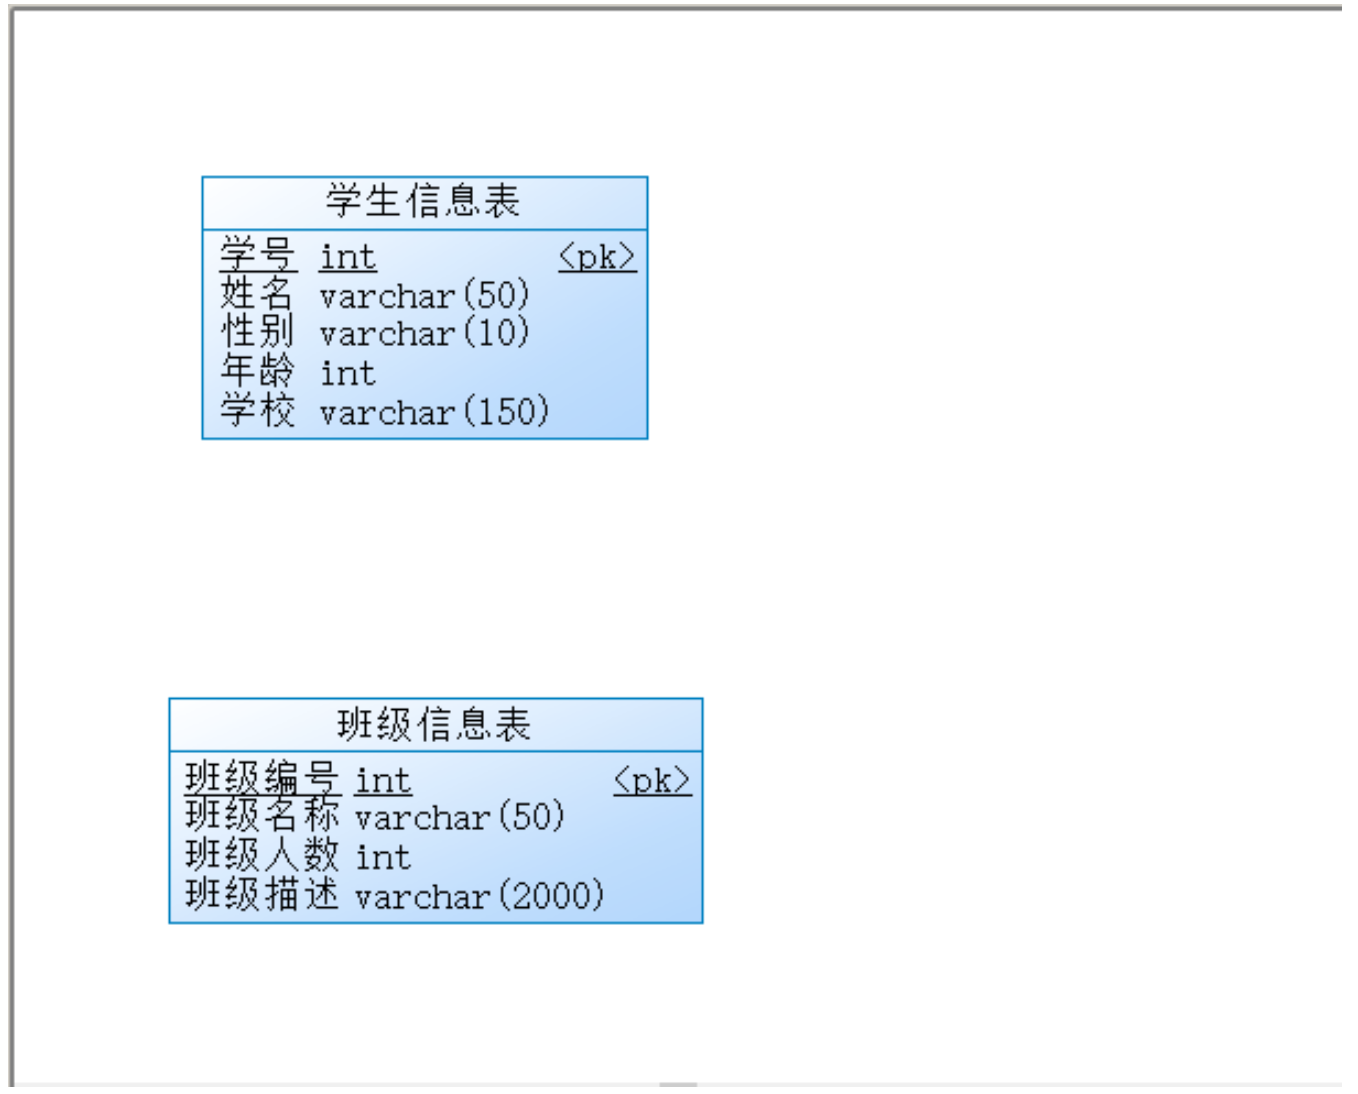 学生信息表
学号 int <pk>
姓名 varchar(50)
性别 varchar(10)
年龄 int
学校 varchar(150)
班级信息表
班级编号 int <pk>
班级名称 varchar(50)
班级人数 int
班级描述 varchar(2000)